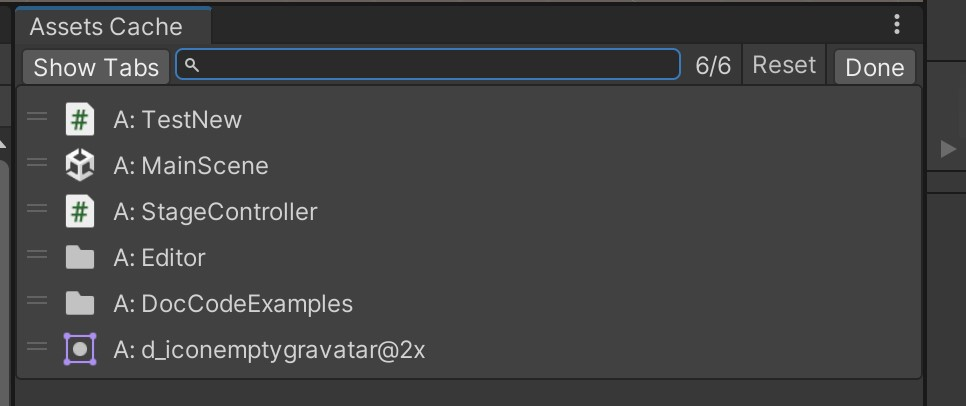 Assets Cache
Show Tabs 6/6 Reset Done
# A: TestNew
A: MainScene
# A: StageController
A: Editor
A: DocCodeExamples
A: d_iconemptygravatar@2x